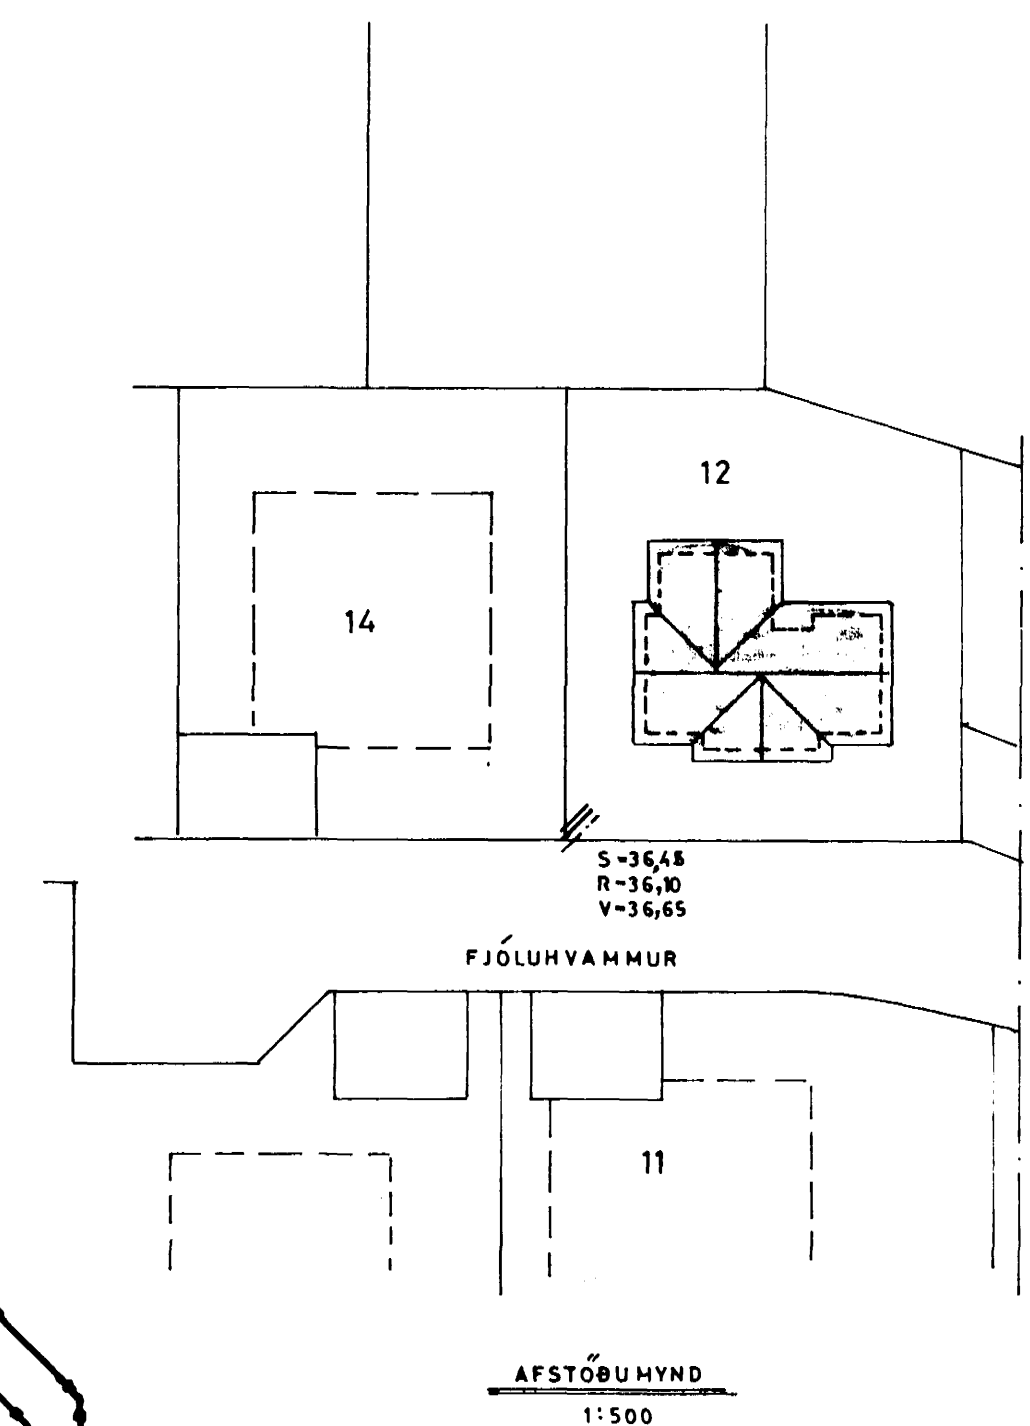 12
14
S=36,45
R=36,10
V=36,65
FJÓLUHVAMMUR
11
AFSTÖÐUMYND
1:500